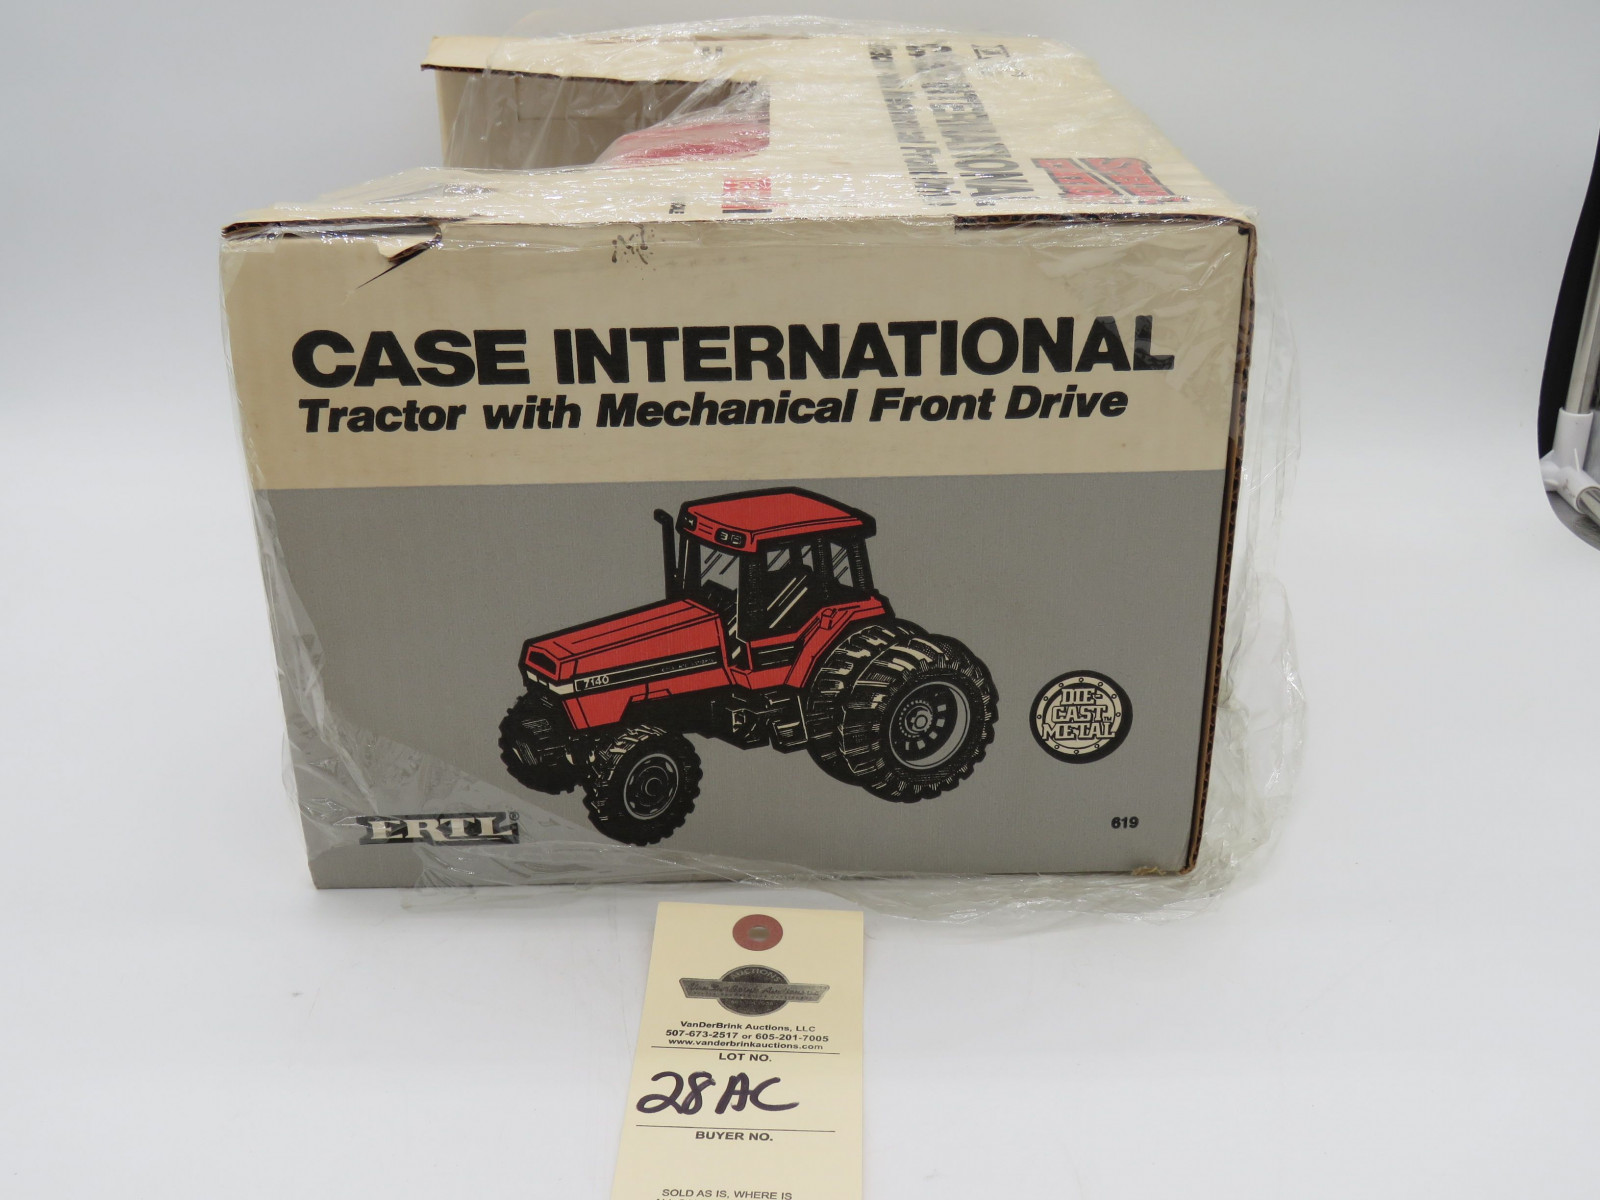 CASE INTERNATIONAL
Tractor with Mechanical Front Drive
7140
DIE-
CAST™
METAL
ERTL®
619
VanDerBrink Auctions, LLC
507-673-2517 or 605-201-7005
www.vanderbrinkauctions.com
LOT NO.
28AC
BUYER NO.
SOLD AS IS, WHERE IS